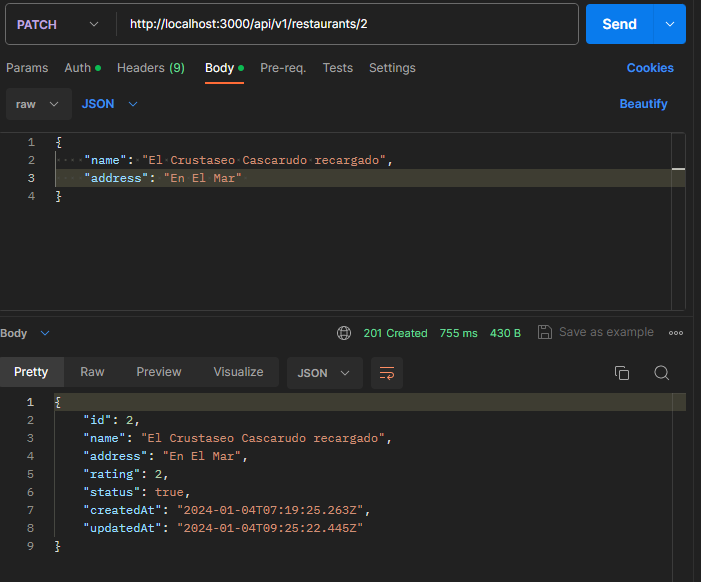 PATCH http://localhost:3000/api/v1/restaurants/2 Send
Params Auth Headers (9) Body Pre-req. Tests Settings Cookies
raw JSON Beautify
1 {
2 "name": "El Crustaseo Cascarudo recargado",
3 "address": "En El Mar"
4 }
Body 201 Created 755 ms 430 B Save as example
Pretty Raw Preview Visualize JSON
1 {
2 "id": 2,
3 "name": "El Crustaseo Cascarudo recargado",
4 "address": "En El Mar",
5 "rating": 2,
6 "status": true,
7 "createdAt": "2024-01-04T07:19:25.263Z",
8 "updatedAt": "2024-01-04T09:25:22.445Z"
9 }